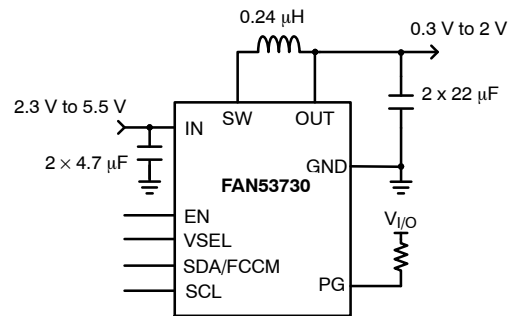 0.24 μH
0.3 V to 2 V
2.3 V to 5.5 V
SW
OUT
2 x 22 μF
IN
2 × 4.7 μF
GND
FAN53730
EN
VSEL
SDA/FCCM
SCL
VI/O
PG